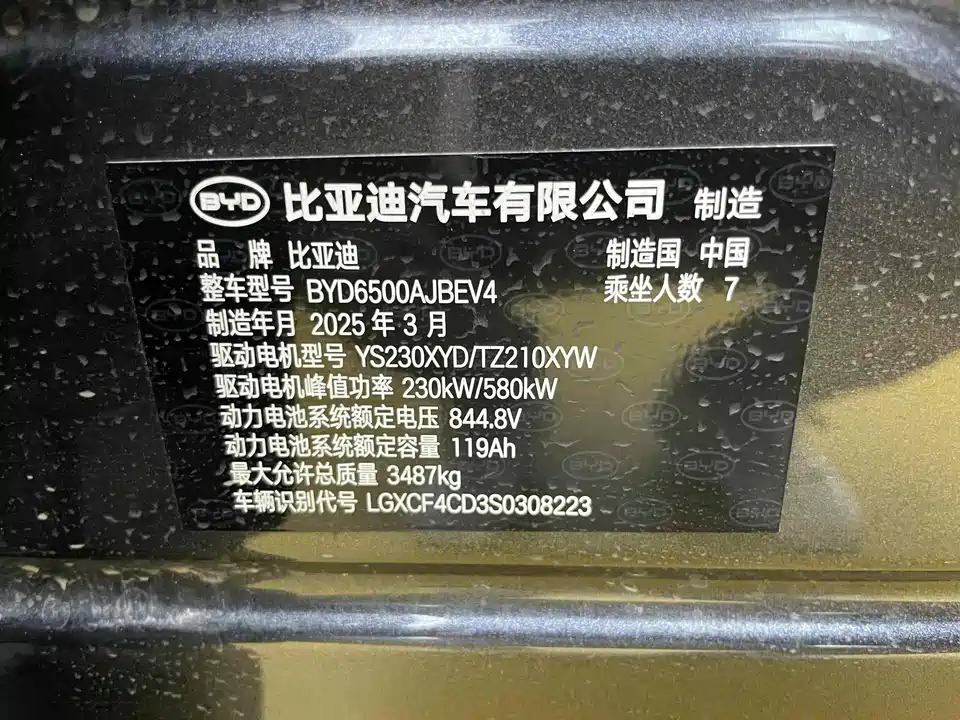 BYD 比亚迪汽车有限公司 制造
品 牌 比亚迪 制造国 中国
整车型号 BYD6500AJBEV4 乘坐人数 7
制造年月 2025 年 3 月
驱动电机型号 YS230XYD/TZ210XYW
驱动电机峰值功率 230kW/580kW
动力电池系统额定电压 844.8V
动力电池系统额定容量 119Ah
最大允许总质量 3487kg
车辆识别代号 LGXCF4CD3S0308223